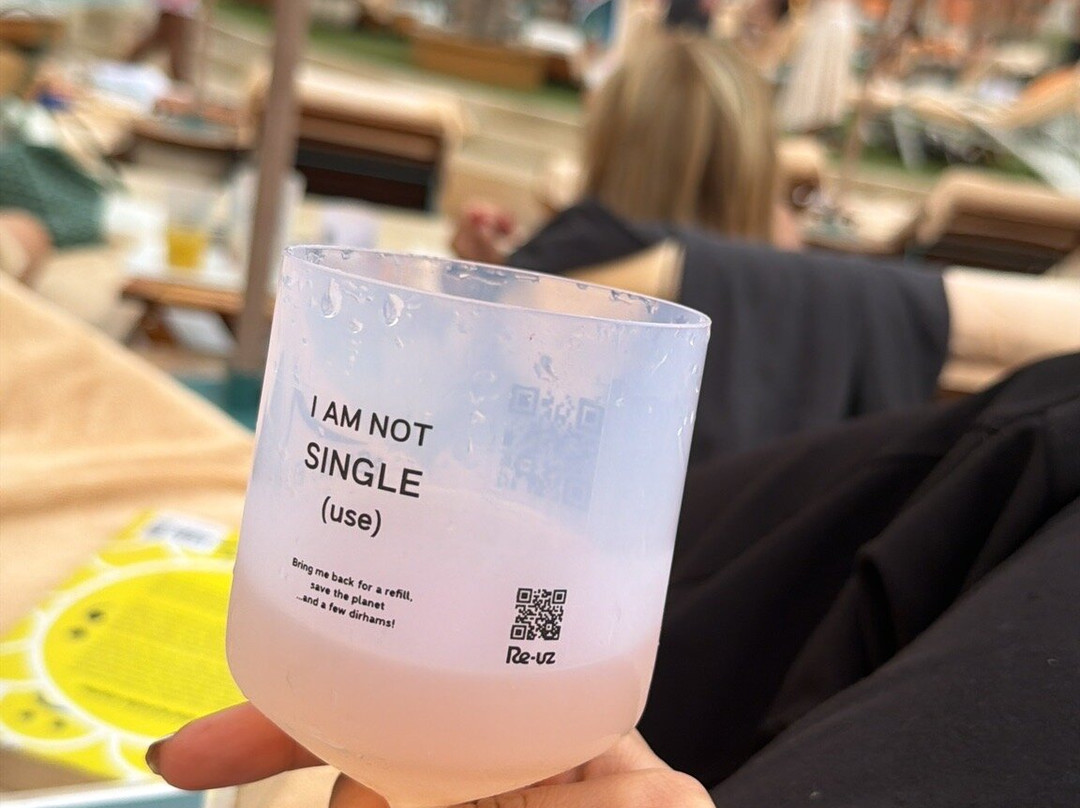 I AM NOT
SINGLE
(use)
Bring me back for a refill,
save the planet
...and a few dirhams!
Re-uz